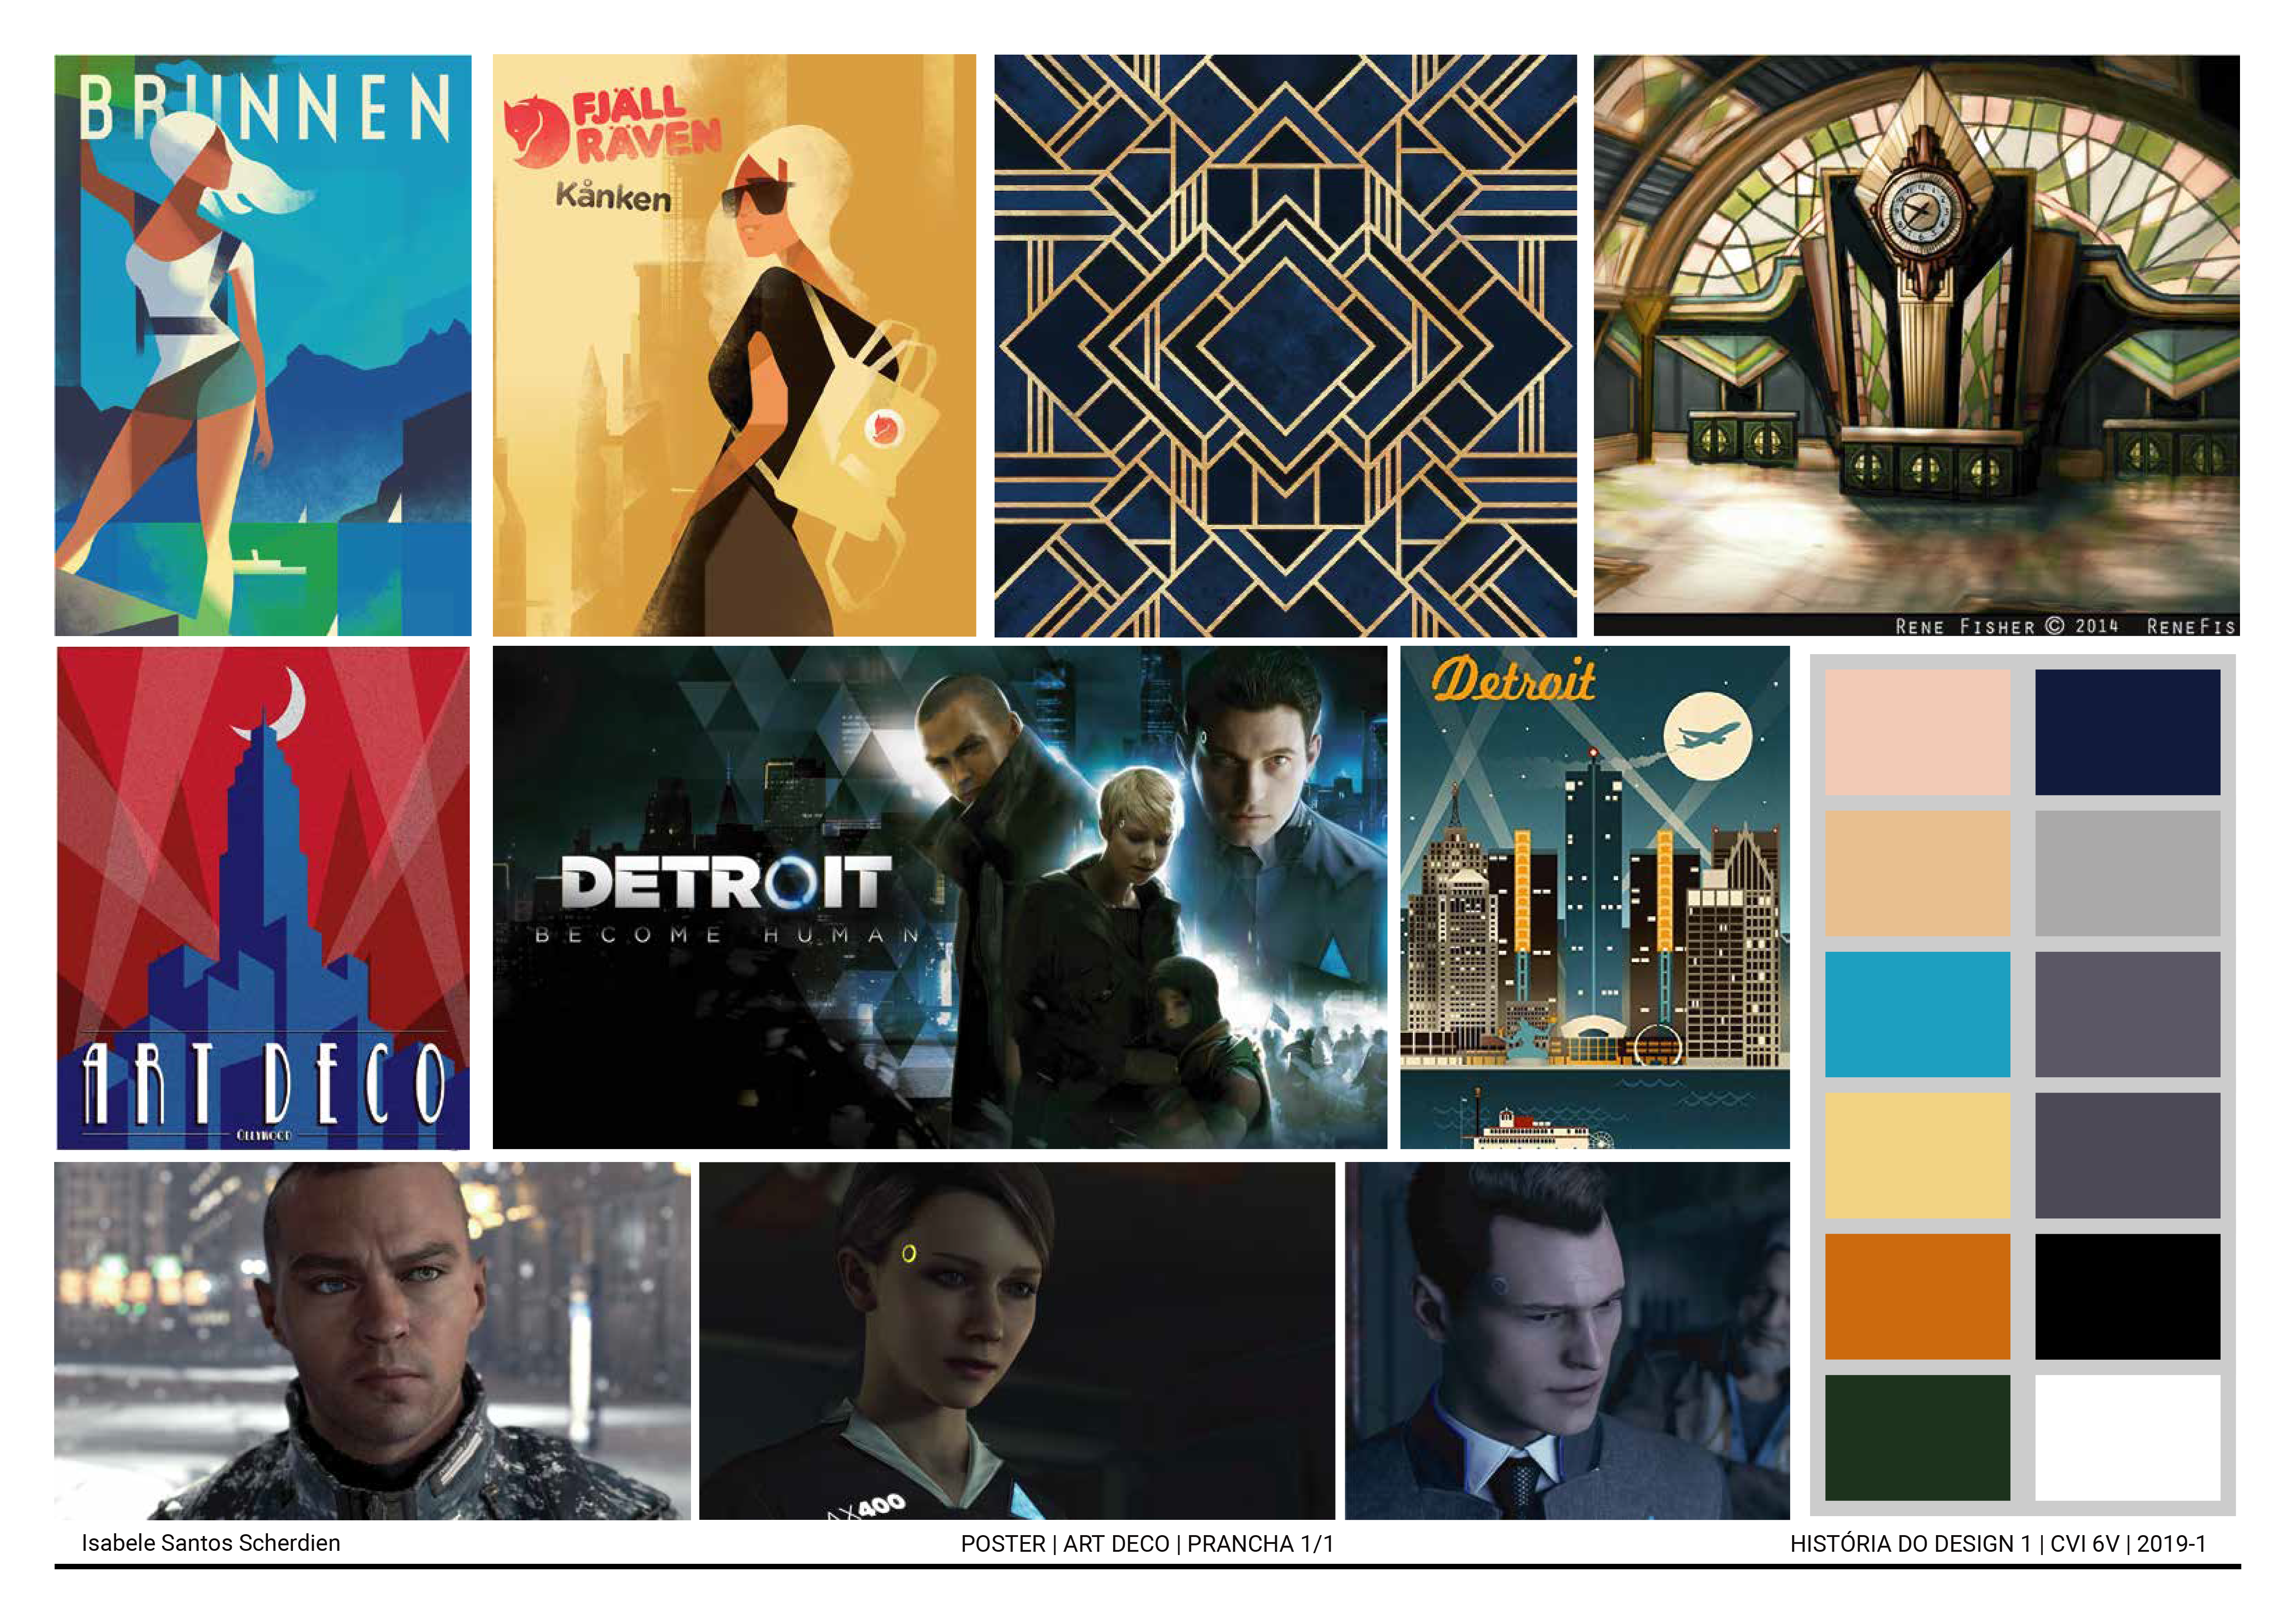 BRUNNEN
FJÄLL
RÄVEN
Kånken
RENE FISHER © 2014 RENEFIS
ART DECO
OLLYWOOD
DETROIT
BECOME HUMAN
Detroit
AX400
Isabele Santos Scherdien
POSTER | ART DECO | PRANCHA 1/1
HISTÓRIA DO DESIGN 1 | CVI 6V | 2019-1